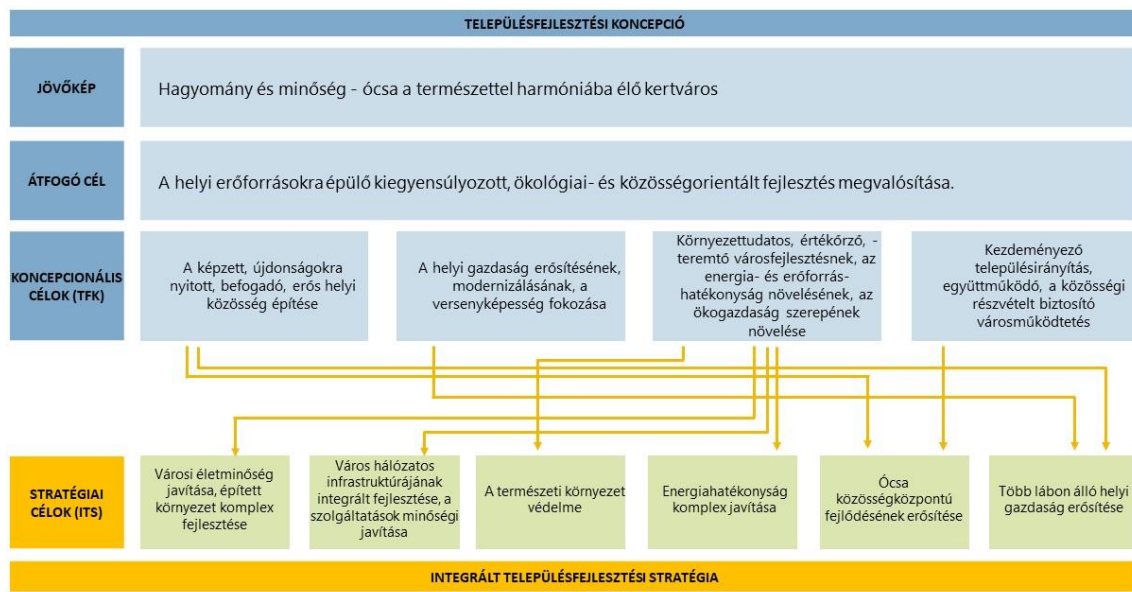 TELEPÜLÉSFEJLESZTÉSI KONCEPCIÓ
JÖVŐKÉP
Hagyomány és minőség - ócsa a természettel harmóniába élő kertváros
ÁTFOGÓ CÉL
A helyi erőforrásokra épülő kiegyensúlyozott, ökológiai- és közösségorientált fejlesztés megvalósítása.
KONCEPCIONÁLIS
CÉLOK (TFK)
A képzett, újdonságokra
nyitott, befogadó, erős helyi
közösség építése
A helyi gazdaság erősítésének,
modernizálásának, a
versenyképesség fokozása
Környezettudatos, értékőrző, -
teremtő városfejlesztésnek, az
energia- és erőforrás-
hatékonyság növelésének, az
ökogazdaság szerepének
növelése
Kezdeményező
településirányítás,
együttműködő, a közösségi
részvételt biztosító
városműködtetés
STRATÉGIAI
CÉLOK (ITS)
Városi életminőség
javítása, épített
környezet komplex
fejlesztése
Város hálózatos
infrastruktúrájának
integrált fejlesztése, a
szolgáltatások minőségi
javítása
A természeti környezet
védelme
Energiahatékonyság
komplex javítása
Ócsa
közösségközpontú
fejlődésének erősítése
Több lábon álló helyi
gazdaság erősítése
INTEGRÁLT TELEPÜLÉSFEJLESZTÉSI STRATÉGIA